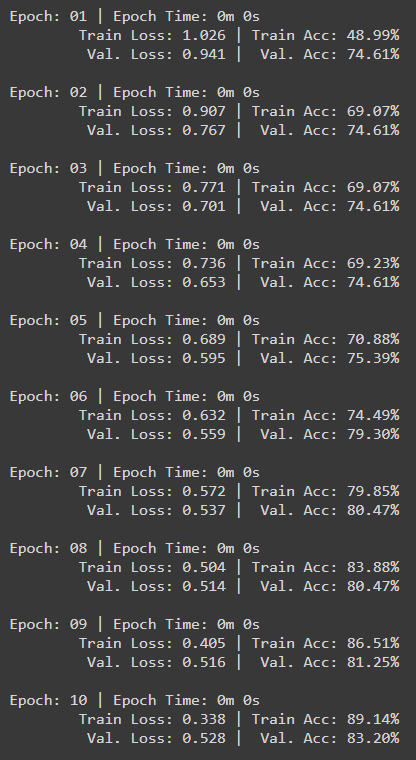 Epoch: 01 | Epoch Time: 0m 0s
Train Loss: 1.026 | Train Acc: 48.99%
Val. Loss: 0.941 | Val. Acc: 74.61%
Epoch: 02 | Epoch Time: 0m 0s
Train Loss: 0.907 | Train Acc: 69.07%
Val. Loss: 0.767 | Val. Acc: 74.61%
Epoch: 03 | Epoch Time: 0m 0s
Train Loss: 0.771 | Train Acc: 69.07%
Val. Loss: 0.701 | Val. Acc: 74.61%
Epoch: 04 | Epoch Time: 0m 0s
Train Loss: 0.736 | Train Acc: 69.23%
Val. Loss: 0.653 | Val. Acc: 74.61%
Epoch: 05 | Epoch Time: 0m 0s
Train Loss: 0.689 | Train Acc: 70.88%
Val. Loss: 0.595 | Val. Acc: 75.39%
Epoch: 06 | Epoch Time: 0m 0s
Train Loss: 0.632 | Train Acc: 74.49%
Val. Loss: 0.559 | Val. Acc: 79.30%
Epoch: 07 | Epoch Time: 0m 0s
Train Loss: 0.572 | Train Acc: 79.85%
Val. Loss: 0.537 | Val. Acc: 80.47%
Epoch: 08 | Epoch Time: 0m 0s
Train Loss: 0.504 | Train Acc: 83.88%
Val. Loss: 0.514 | Val. Acc: 80.47%
Epoch: 09 | Epoch Time: 0m 0s
Train Loss: 0.405 | Train Acc: 86.51%
Val. Loss: 0.516 | Val. Acc: 81.25%
Epoch: 10 | Epoch Time: 0m 0s
Train Loss: 0.338 | Train Acc: 89.14%
Val. Loss: 0.528 | Val. Acc: 83.20%